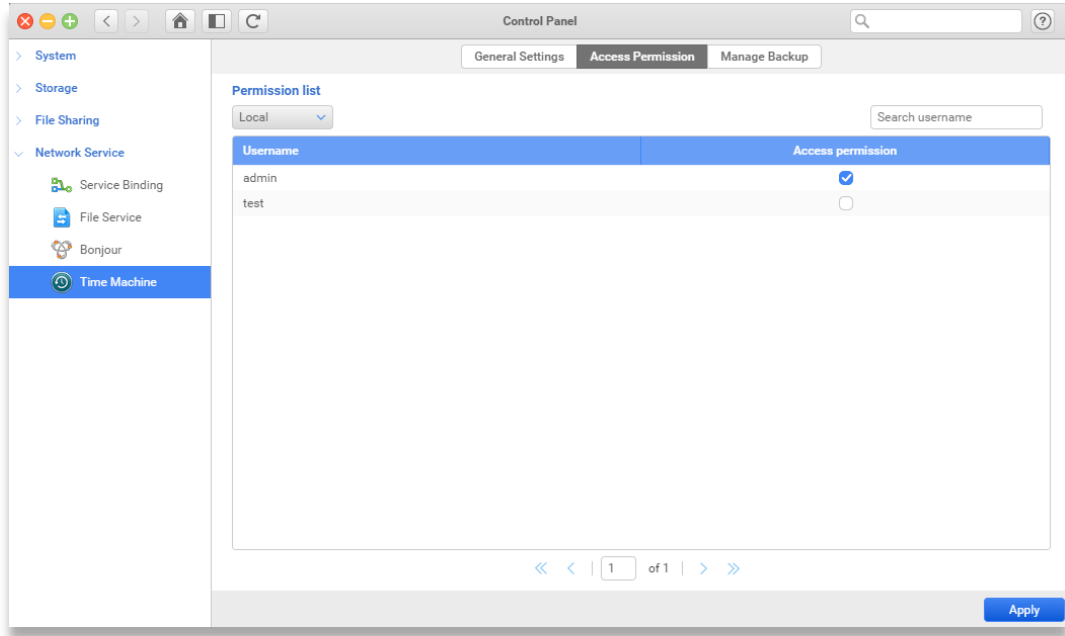 Control Panel
?
System
Storage
File Sharing
Network Service
Service Binding
File Service
Bonjour
Time Machine
General Settings Access Permission Manage Backup
Permission list
Local Search username
Username Access permission
admin
test
1 of 1
Apply